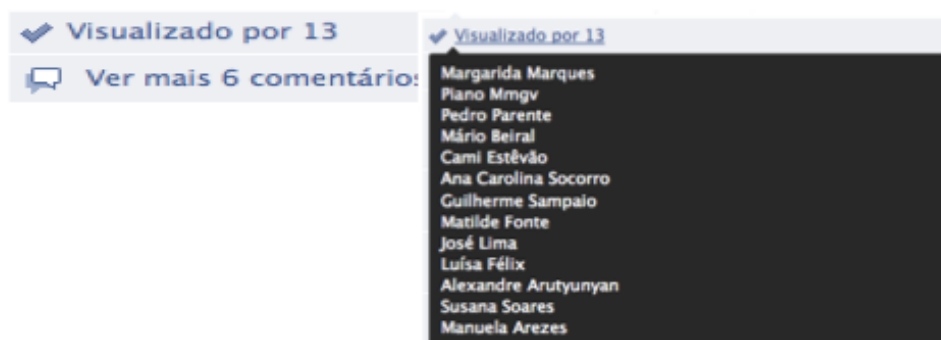 Visualizado por 13
Ver mais 6 comentários
Visualizado por 13
Margarida Marques
Piano Mmgv
Pedro Parente
Mário Beiral
Cami Estêvão
Ana Carolina Socorro
Guilherme Sampaio
Matilde Fonte
José Lima
Luísa Félix
Alexandre Arutyunyan
Susana Soares
Manuela Arezes